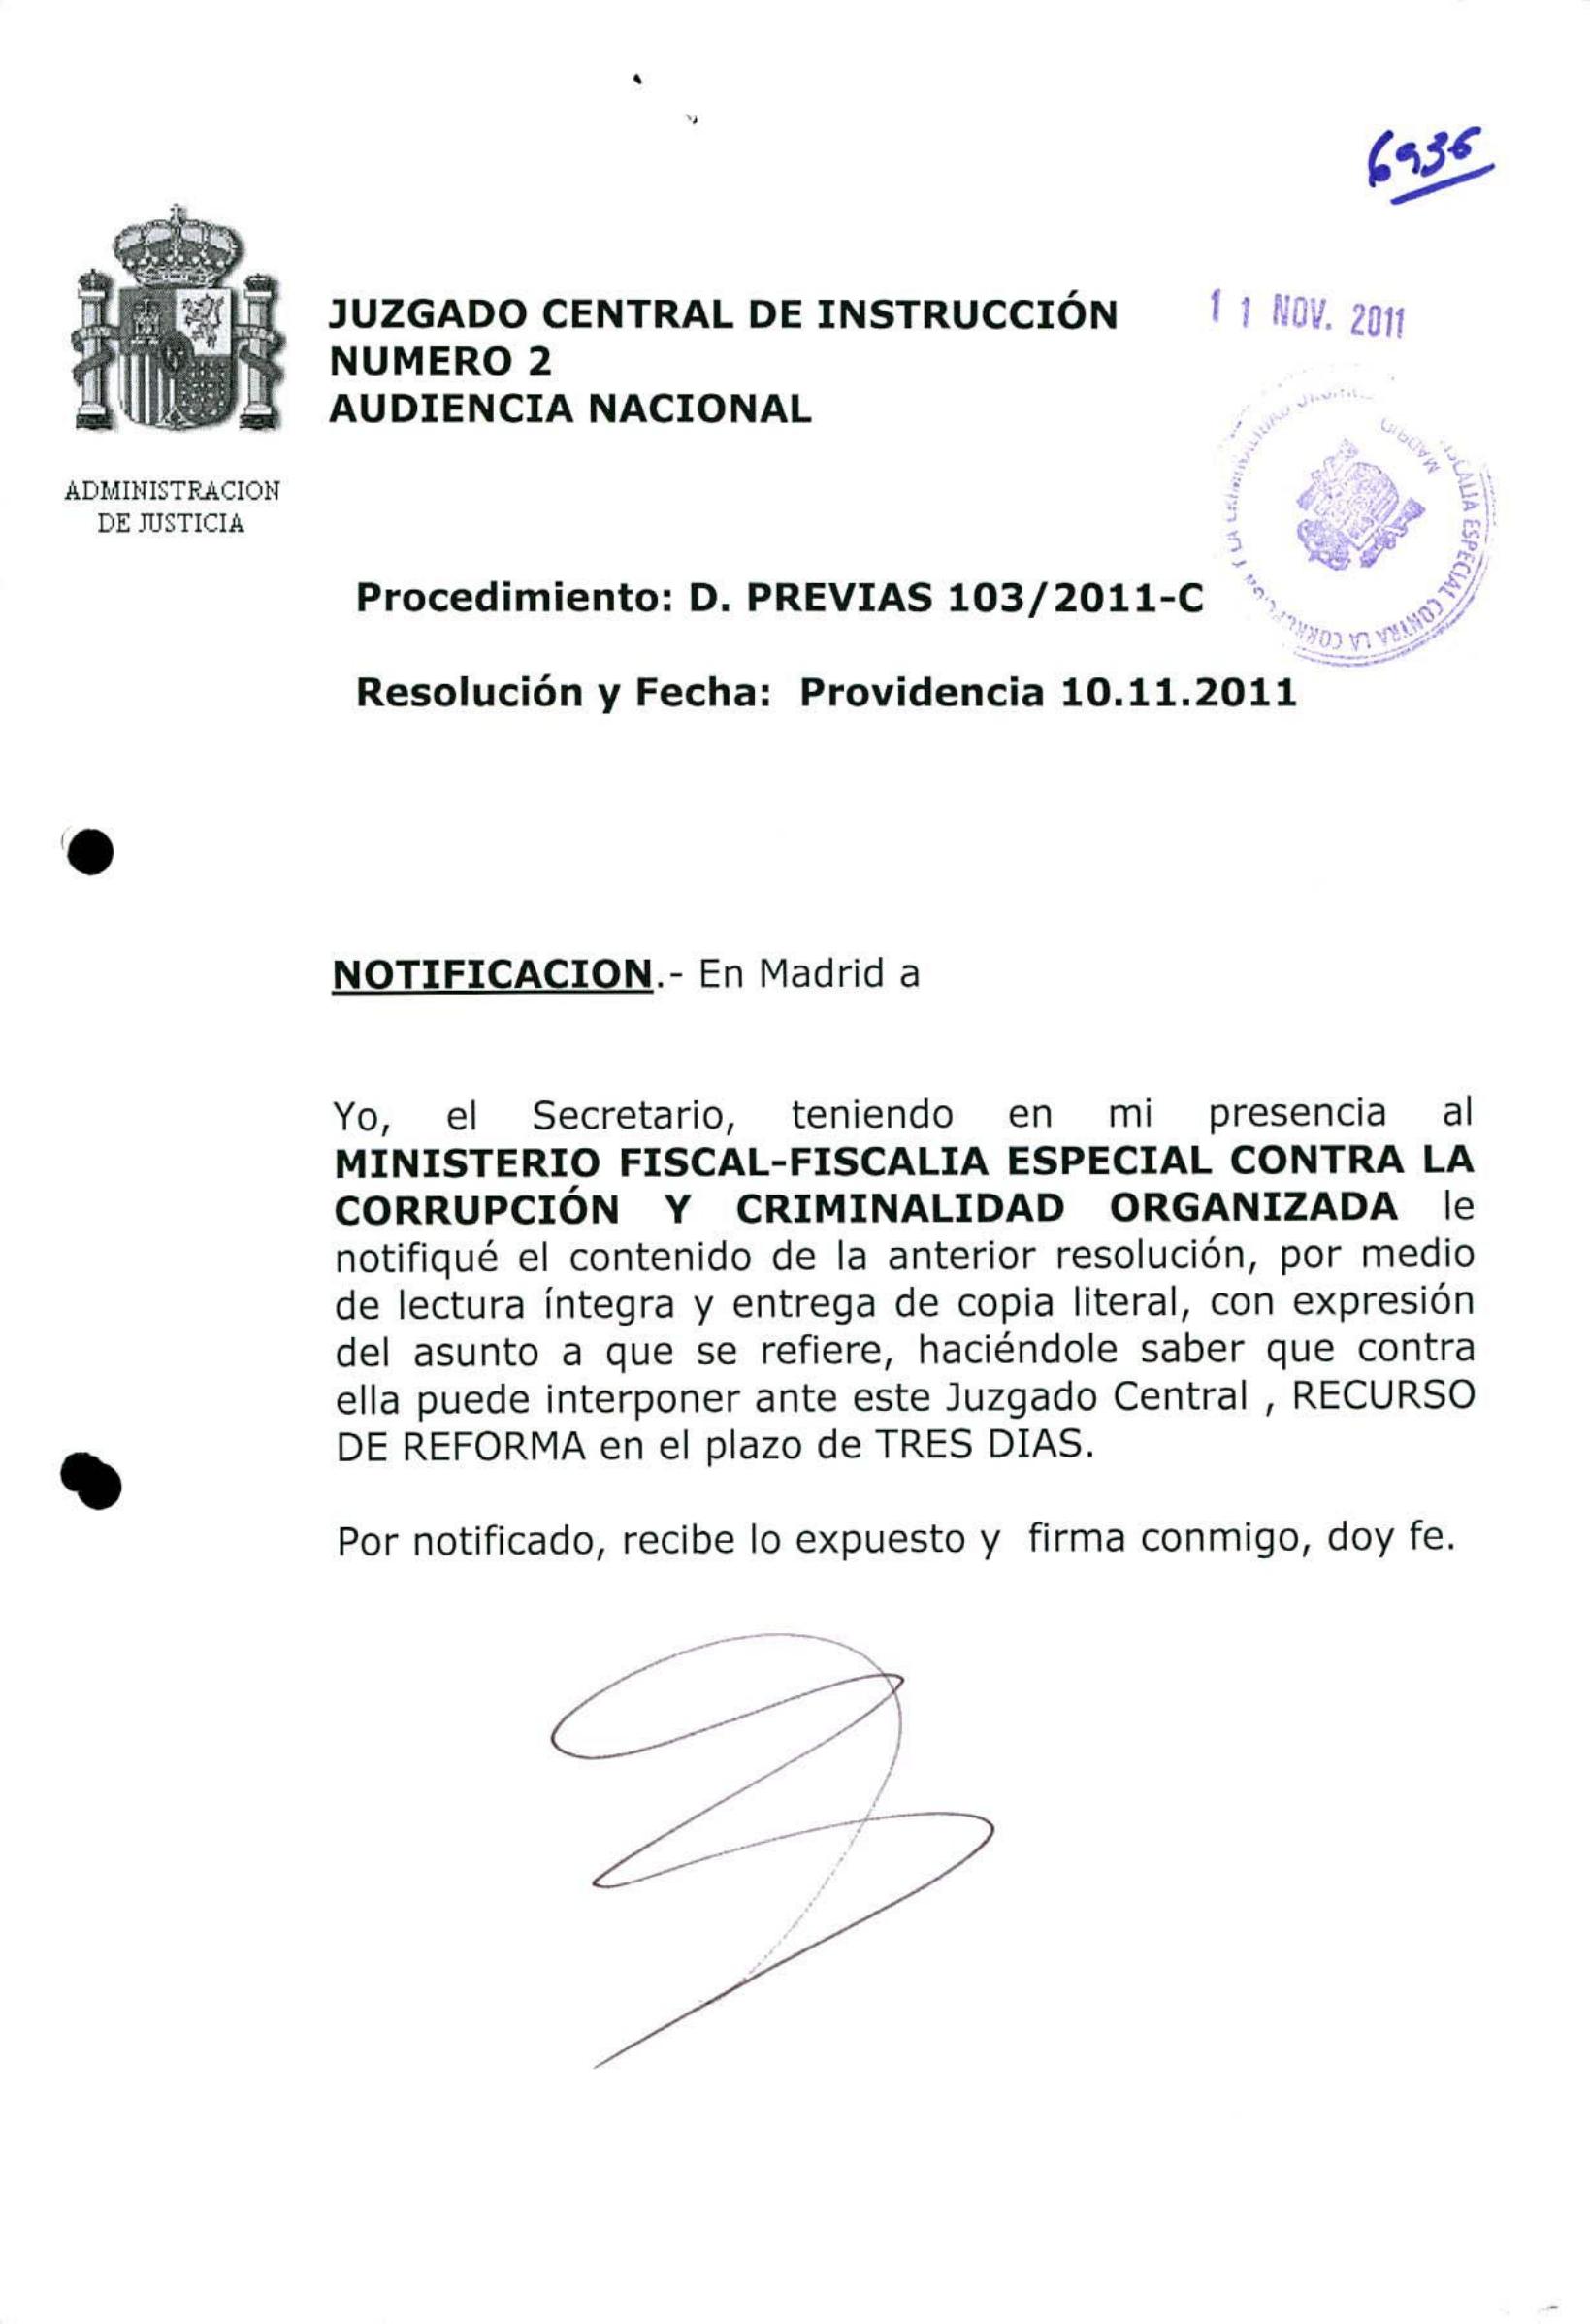 6936
JUZGADO CENTRAL DE INSTRUCCIÓN
NUMERO 2
AUDIENCIA NACIONAL
11 NOV. 2011
ADMINISTRACION
DE JUSTICIA
FISCALIA ESPECIAL CONTRA LA
MADRID
Procedimiento: D. PREVIAS 103/2011-C
Resolución y Fecha: Providencia 10.11.2011
NOTIFICACION.- En Madrid a
Yo, el Secretario, teniendo en mi presencia al
MINISTERIO FISCAL-FISCALIA ESPECIAL CONTRA LA
CORRUPCIÓN Y CRIMINALIDAD ORGANIZADA le
notifiqué el contenido de la anterior resolución, por medio
de lectura íntegra y entrega de copia literal, con expresión
del asunto a que se refiere, haciéndole saber que contra
ella puede interponer ante este Juzgado Central , RECURSO
DE REFORMA en el plazo de TRES DIAS.
Por notificado, recibe lo expuesto y firma conmigo, doy fe.